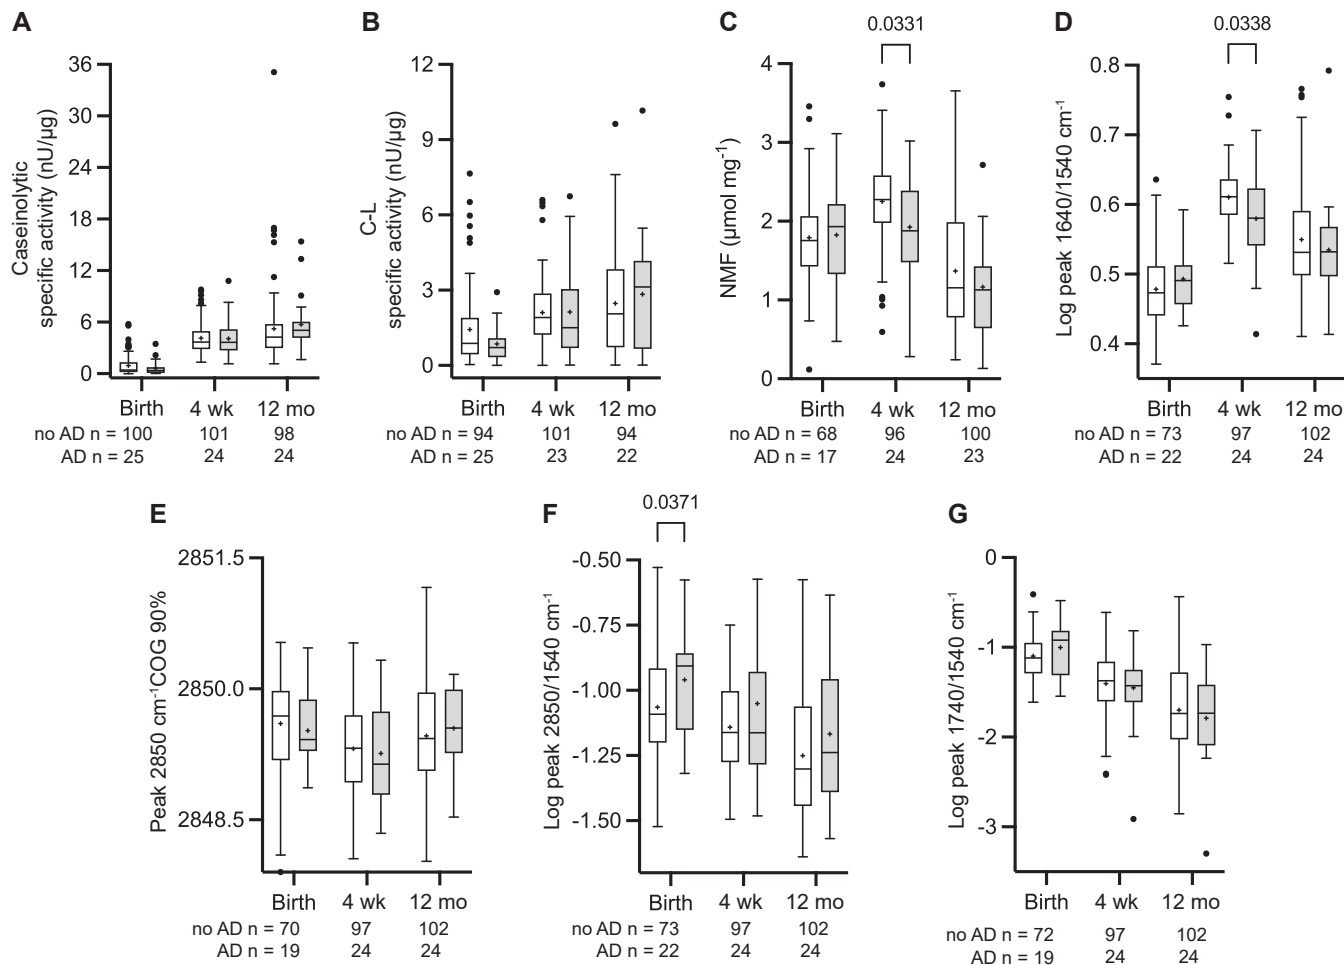 A
Caseinolytic
specific activity (nU/µg)
36
30
24
18
12
6
0
Birth 4 wk 12 mo
no AD n = 100 101 98
AD n = 25 24 24
B
C-L
specific activity (nU/µg)
12
9
6
3
0
Birth 4 wk 12 mo
no AD n = 94 101 94
AD n = 25 23 22
C
0.0331
NMF (µmol mg-1)
4
3
2
1
0
Birth 4 wk 12 mo
no AD n = 68 96 100
AD n = 17 24 23
D
0.0338
Log peak 1640/1540 cm-1
0.8
0.7
0.6
0.5
0.4
Birth 4 wk 12 mo
no AD n = 73 97 102
AD n = 22 24 24
E
Peak 2850 cm-1COG 90%
2851.5
2850.0
2848.5
Birth 4 wk 12 mo
no AD n = 70 97 102
AD n = 19 24 24
F
0.0371
Log peak 2850/1540 cm-1
-0.50
-0.75
-1.00
-1.25
-1.50
Birth 4 wk 12 mo
no AD n = 73 97 102
AD n = 22 24 24
G
Log peak 1740/1540 cm-1
0
-1
-2
-3
Birth 4 wk 12 mo
no AD n = 72 97 102
AD n = 19 24 24